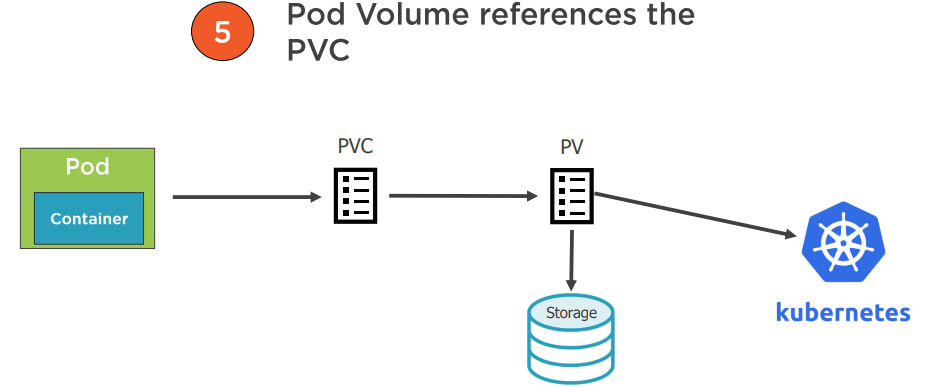 5
Pod Volume references the
PVC
PVC
PV
Pod
Container
Storage
kubernetes